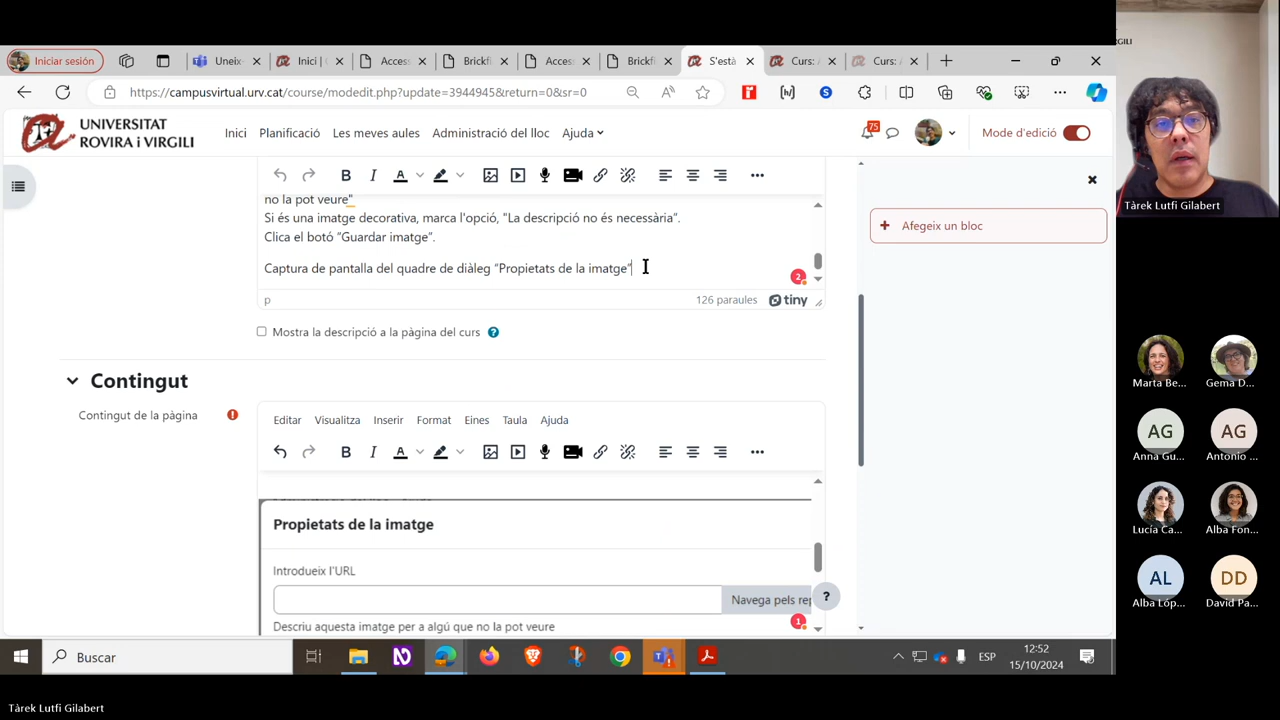 Iniciar sesión
Uneix-
Inici | (
Access
Brickfi
Acces:
Brickfi
S'està
Curs: /
Curs: /
https://campusvirtual.urv.cat/course/modedit.php?update=3944945&return=0&sr=0
UNIVERSITAT
ROVIRA i VIRGILI
Inici
Planificació
Les meves aules
Administració del lloc
Ajuda
75
Mode d'edició
no la pot veure"
Si és una imatge decorativa, marca l'opció, "La descripció no és necessària".
Clica el botó "Guardar imatge".
Captura de pantalla del quadre de diàleg "Propietats de la imatge"
2
p
126 paraules
tiny
Mostra la descripció a la pàgina del curs
Afegeix un bloc
Contingut
Contingut de la pàgina
Editar Visualitza Inserir Format Eines Taula Ajuda
Propietats de la imatge
Introdueix l'URL
Navega pels rep
Descriu aquesta imatge per a algú que no la pot veure
1
Buscar
ESP
12:52
15/10/2024
VIRGILI
Tàrek Lutfi Gilabert
Marta Be...
Gema D...
AG
AG
Anna Gu...
Antonio ...
Lucía Ca...
Alba Fon...
AL
DD
Alba Lóp...
David Pa...
Tàrek Lutfi Gilabert